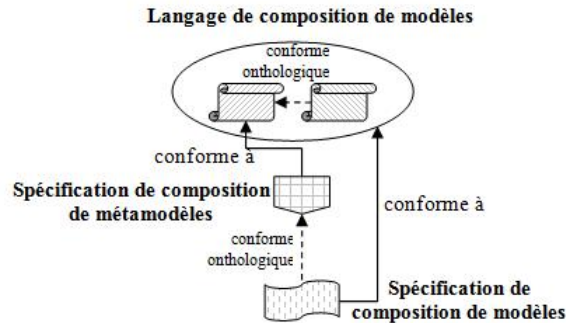 Langage de composition de modèles
conforme
onthologique
conforme à
Spécification de composition
de métamodèles
conforme à
conforme
onthologique
Spécification de
composition de modèles